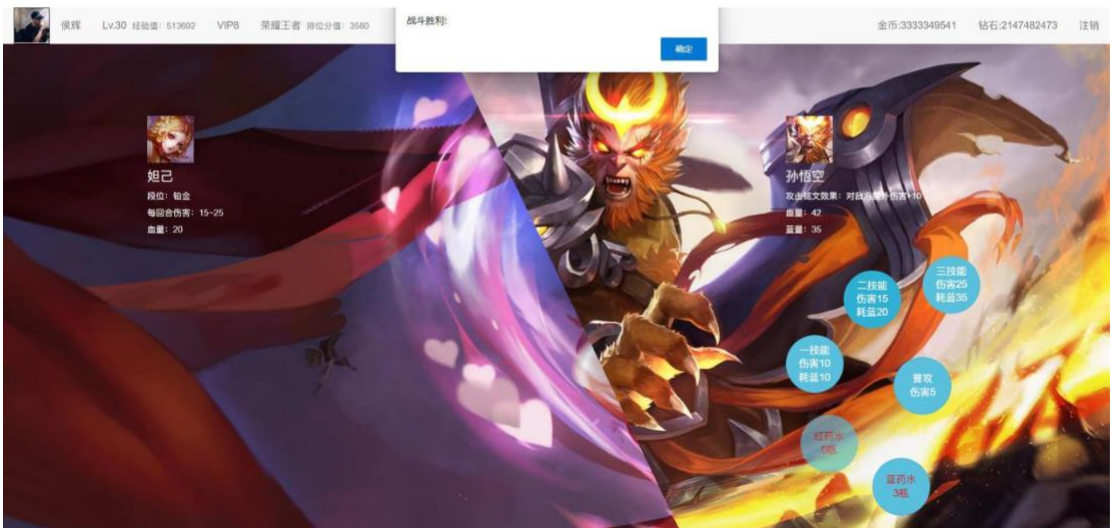 侯辉 Lv.30 经验值: 513692 VIP8 荣耀王者 排位分值: 3580 金币:3333349541 钻石:2147482473 注销
战斗胜利!
确定
妲己
段位: 铂金
每回合伤害: 15~25
血量: 20
孙悟空
攻击铭文效果: 对敌方额外伤害+10
血量: 42
蓝量: 35
三技能
伤害25
耗蓝35
二技能
伤害15
耗蓝20
一技能
伤害10
耗蓝10
普攻
伤害5
红药水
0瓶
蓝药水
3瓶